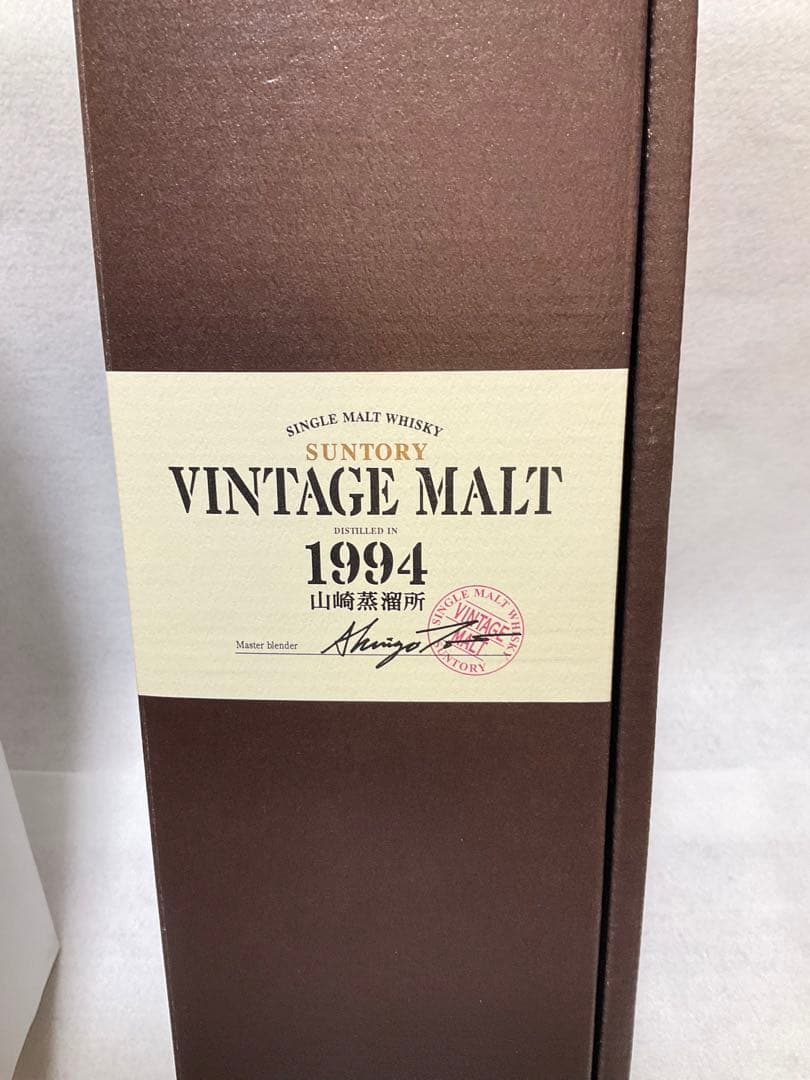 SINGLE MALT WHISKY
SUNTORY
VINTAGE MALT
DISTILLED IN
1994
山崎蒸溜所
Master blender
SINGLE MALT WHISKY
VINTAGE
MALT
SUNTORY